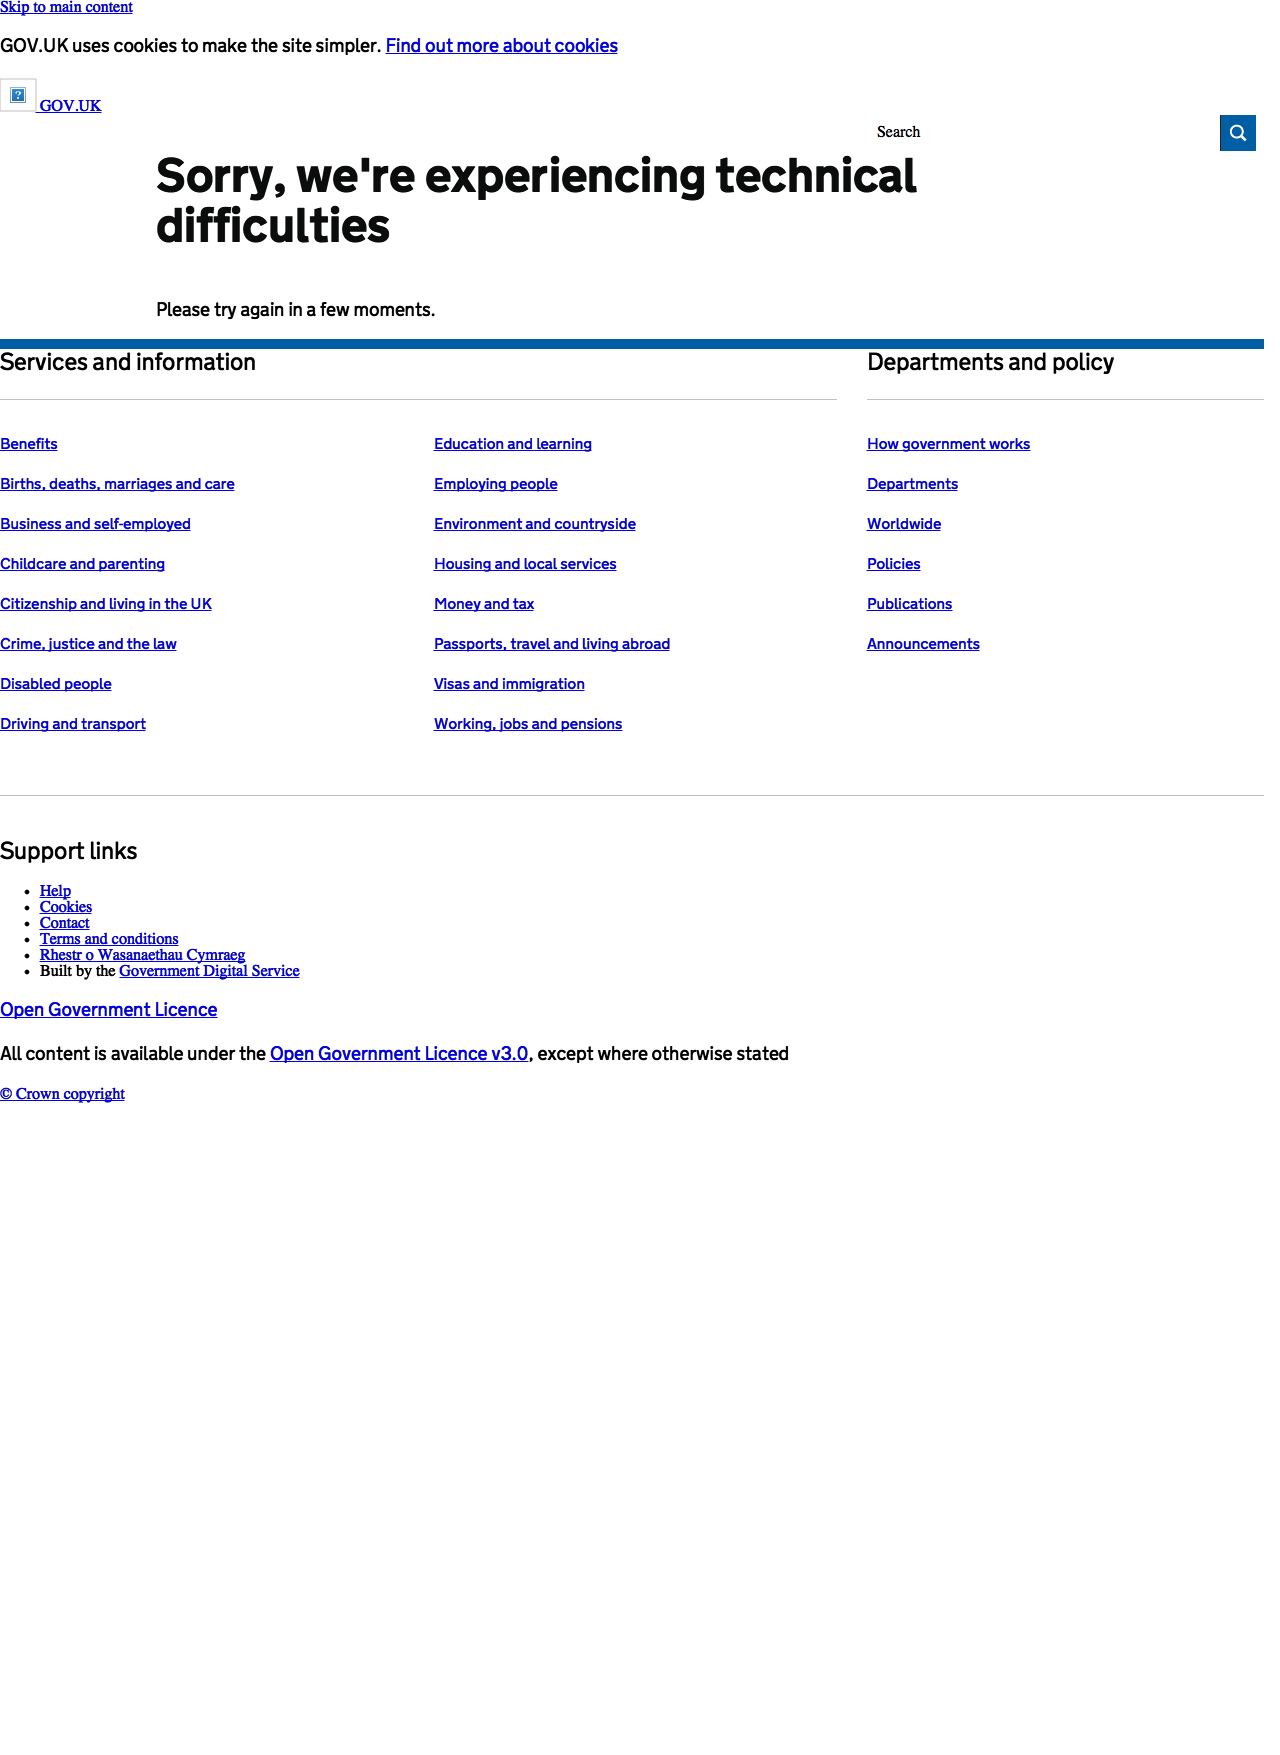 Skip to main content
GOV.UK uses cookies to make the site simpler. Find out more about cookies
GOV.UK
Search
Sorry, we're experiencing technical
difficulties
Please try again in a few moments.
Services and information
Benefits
Births, deaths, marriages and care
Business and self-employed
Childcare and parenting
Citizenship and living in the UK
Crime, justice and the law
Disabled people
Driving and transport
Education and learning
Employing people
Environment and countryside
Housing and local services
Money and tax
Passports, travel and living abroad
Visas and immigration
Working, jobs and pensions
Departments and policy
How government works
Departments
Worldwide
Policies
Publications
Announcements
Support links
Help
Cookies
Contact
Terms and conditions
Rhestr o Wasanaethau Cymraeg
Built by the Government Digital Service
Open Government Licence
All content is available under the Open Government Licence v3.0, except where otherwise stated
© Crown copyright